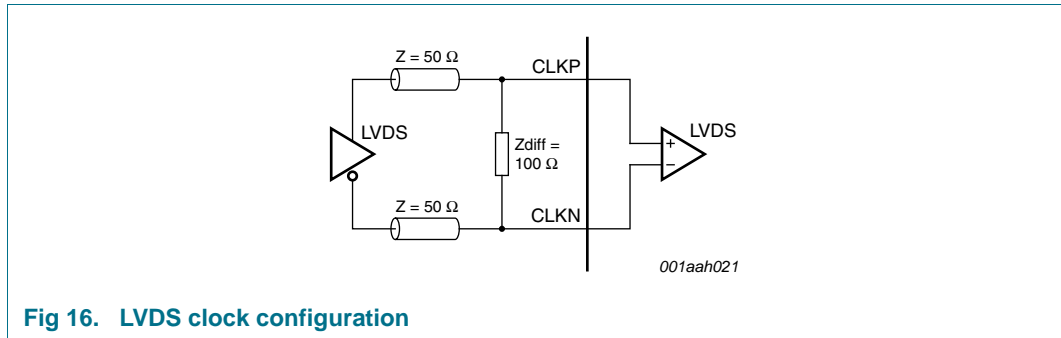 Z = 50 Ω
CLKP
LVDS
Zdiff =
100 Ω
LVDS
+
−
Z = 50 Ω
CLKN
001aah021
Fig 16. LVDS clock configuration